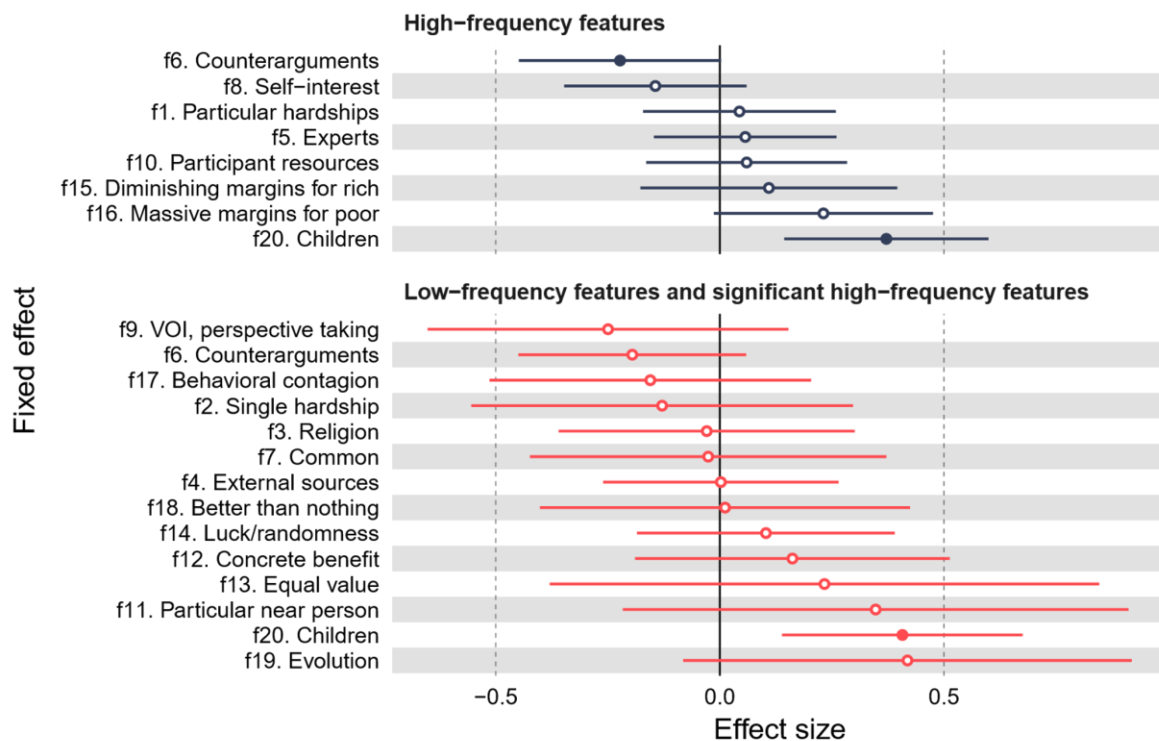 High−frequency features
f6. Counterarguments
f8. Self−interest
f1. Particular hardships
f5. Experts
f10. Participant resources
f15. Diminishing margins for rich
f16. Massive margins for poor
f20. Children
Low−frequency features and significant high−frequency features
f9. VOI, perspective taking
f6. Counterarguments
f17. Behavioral contagion
f2. Single hardship
f3. Religion
f7. Common
f4. External sources
f18. Better than nothing
f14. Luck/randomness
f12. Concrete benefit
f13. Equal value
f11. Particular near person
f20. Children
f19. Evolution
Fixed effect
−0.5 0.0 0.5
Effect size